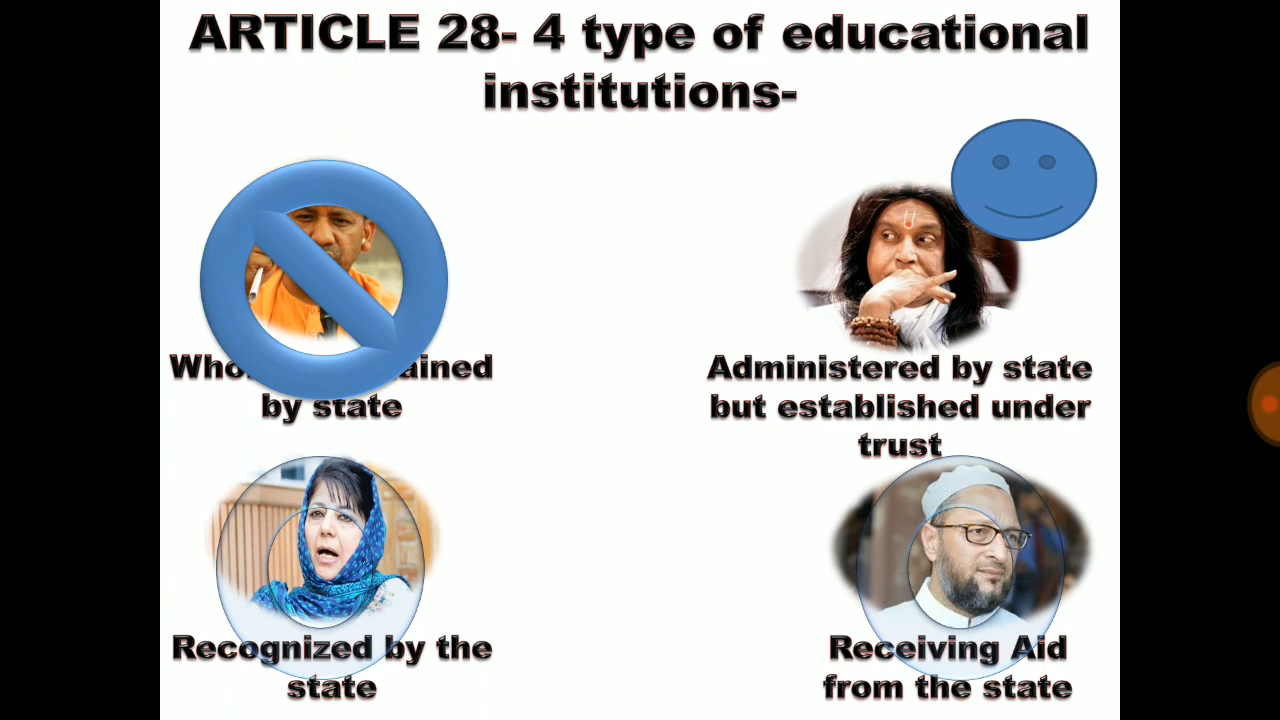 ARTICLE 28- 4 type of educational
institutions-
by state
Administered by state
but established under
trust
Recognized by the
state
Receiving Aid
from the state